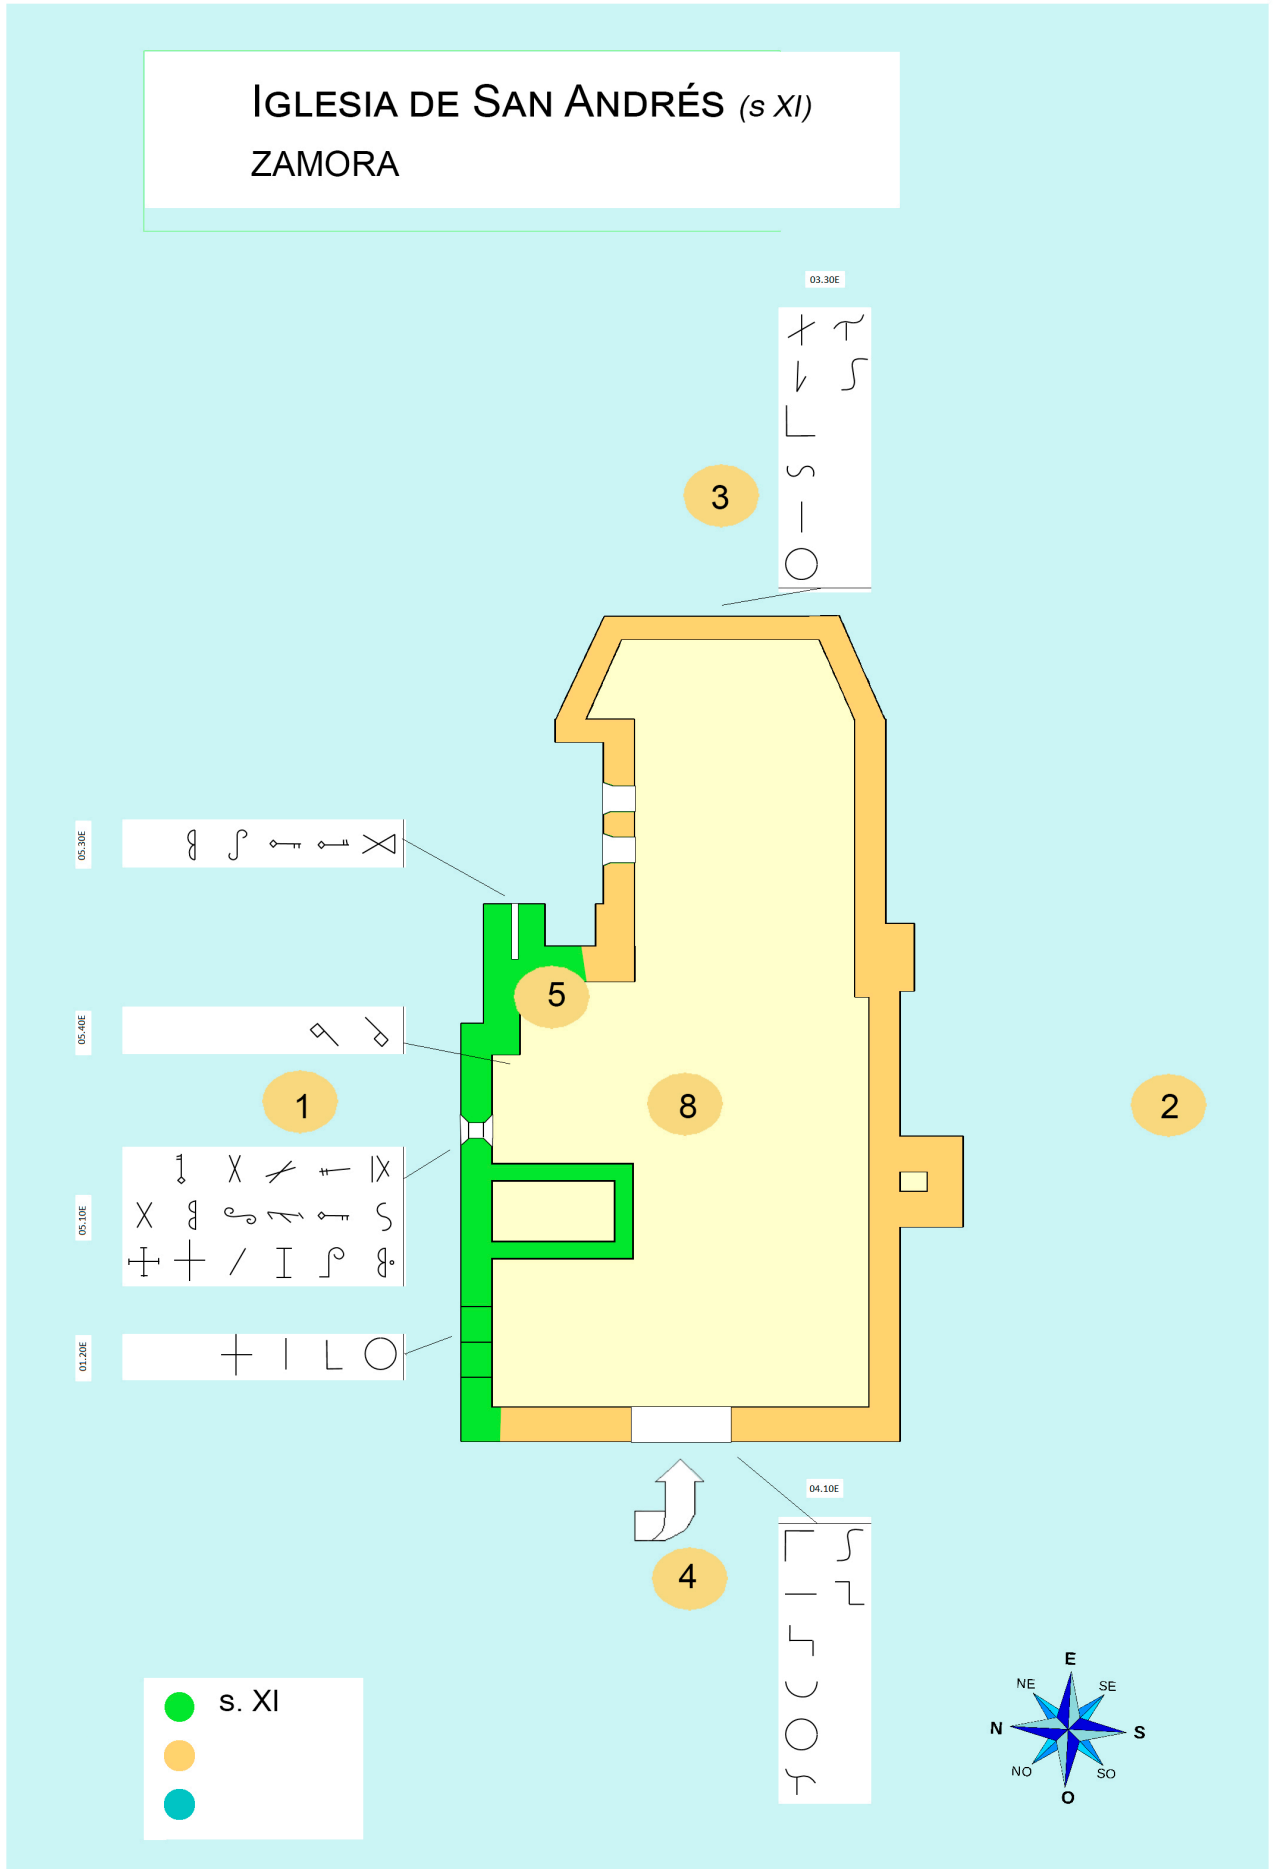 IGLESIA DE SAN ANDRÉS (s XI)
ZAMORA
03.30E
3
05.30E
5
05.40E
1
8
2
05.10E
01.20E
04.10E
4
s. XI
E
NE
SE
N
S
NO
SO
O